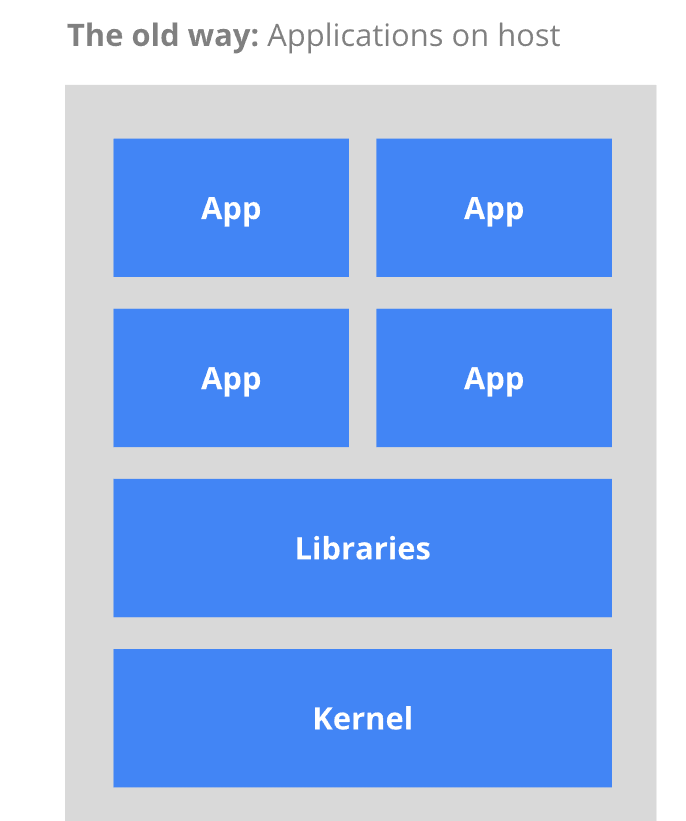 The old way: Applications on host
App App
App App
Libraries
Kernel